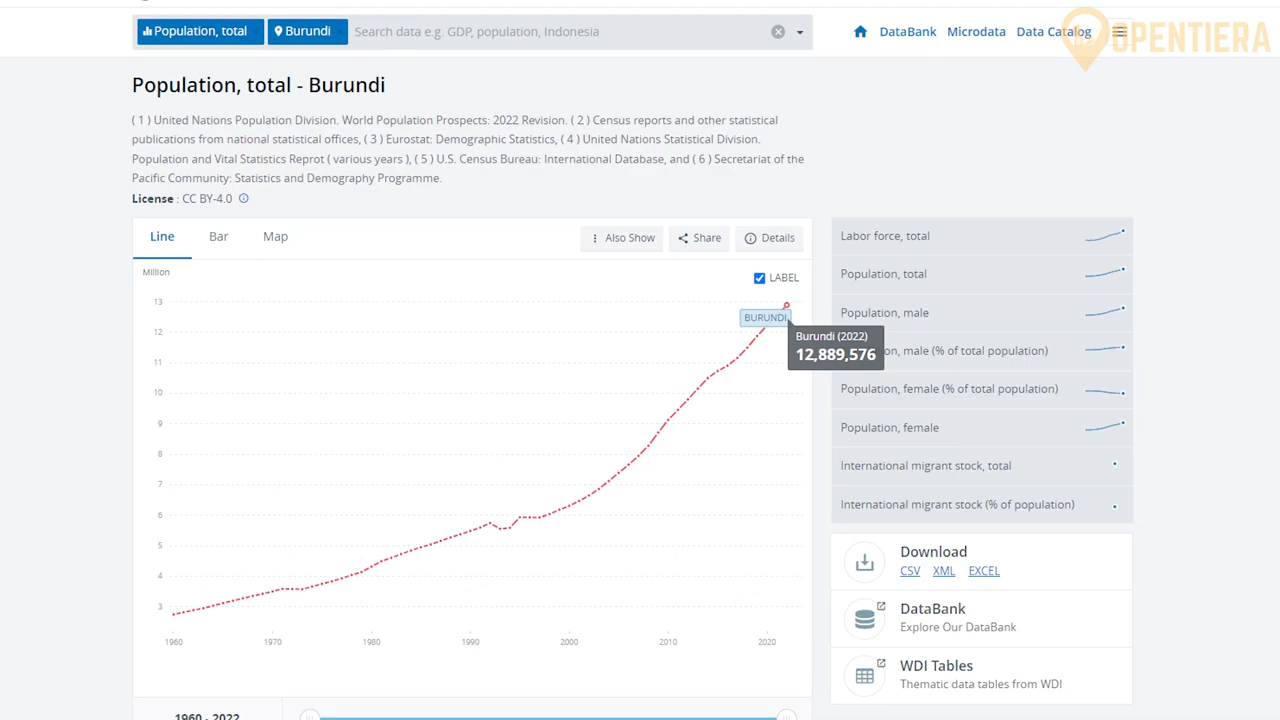 Population, total
Burundi
Search data e.g. GDP, population, Indonesia
DataBank
Microdata
Data Catalog
OPENTIERA
Population, total - Burundi
( 1 ) United Nations Population Division. World Population Prospects: 2022 Revision. ( 2 ) Census reports and other statistical
publications from national statistical offices, ( 3 ) Eurostat: Demographic Statistics, ( 4 ) United Nations Statistical Division.
Population and Vital Statistics Reprot ( various years ), ( 5 ) U.S. Census Bureau: International Database, and ( 6 ) Secretariat of the
Pacific Community: Statistics and Demography Programme.
License : CC BY-4.0
Line
Bar
Map
Also Show
Share
Details
Million
LABEL
13
12
11
10
9
8
7
6
5
4
3
BURUNDI
Burundi (2022)
12,889,576
1960
1970
1980
1990
2000
2010
2020
1960 - 2022
Labor force, total
Population, total
Population, male
on, male (% of total population)
Population, female (% of total population)
Population, female
International migrant stock, total
International migrant stock (% of population)
Download
CSV XML EXCEL
DataBank
Explore Our DataBank
WDI Tables
Thematic data tables from WDI